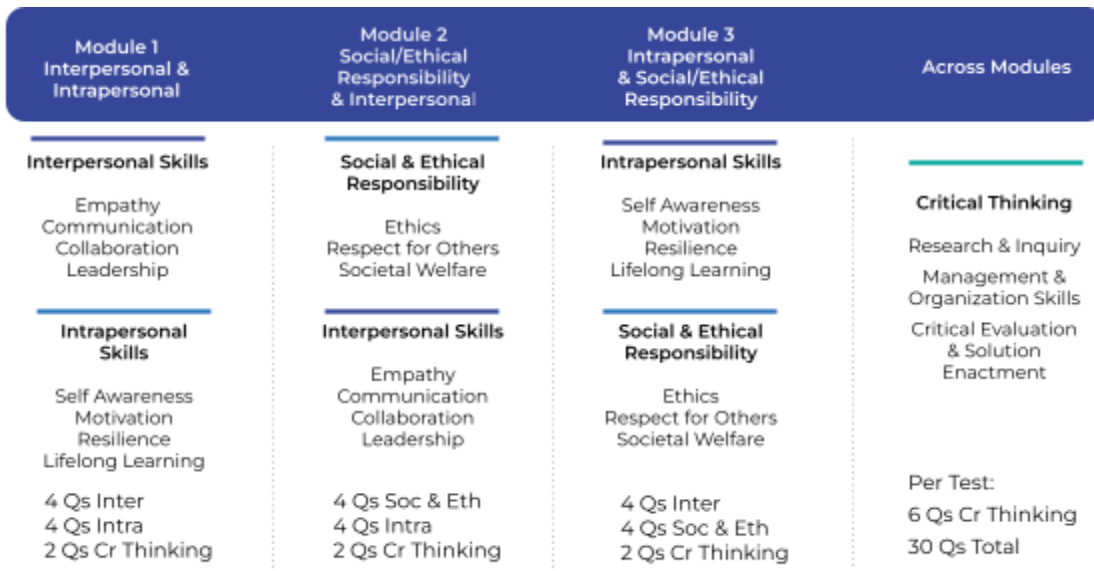 Module 1
Interpersonal &
Intrapersonal
Module 2
Social/Ethical
Responsibility
& Interpersonal
Module 3
Intrapersonal
& Social/Ethical
Responsibility
Across Modules
Interpersonal Skills
Empathy
Communication
Collaboration
Leadership
Intrapersonal
Skills
Self Awareness
Motivation
Resilience
Lifelong Learning
4 Qs Inter
4 Qs Intra
2 Qs Cr Thinking
Social & Ethical
Responsibility
Ethics
Respect for Others
Societal Welfare
Interpersonal Skills
Empathy
Communication
Collaboration
Leadership
4 Qs Soc & Eth
4 Qs Intra
2 Qs Cr Thinking
Intrapersonal Skills
Self Awareness
Motivation
Resilience
Lifelong Learning
Social & Ethical
Responsibility
Ethics
Respect for Others
Societal Welfare
4 Qs Inter
4 Qs Soc & Eth
2 Qs Cr Thinking
Critical Thinking
Research & Inquiry
Management &
Organization Skills
Critical Evaluation
& Solution
Enactment
Per Test:
6 Qs Cr Thinking
30 Qs Total